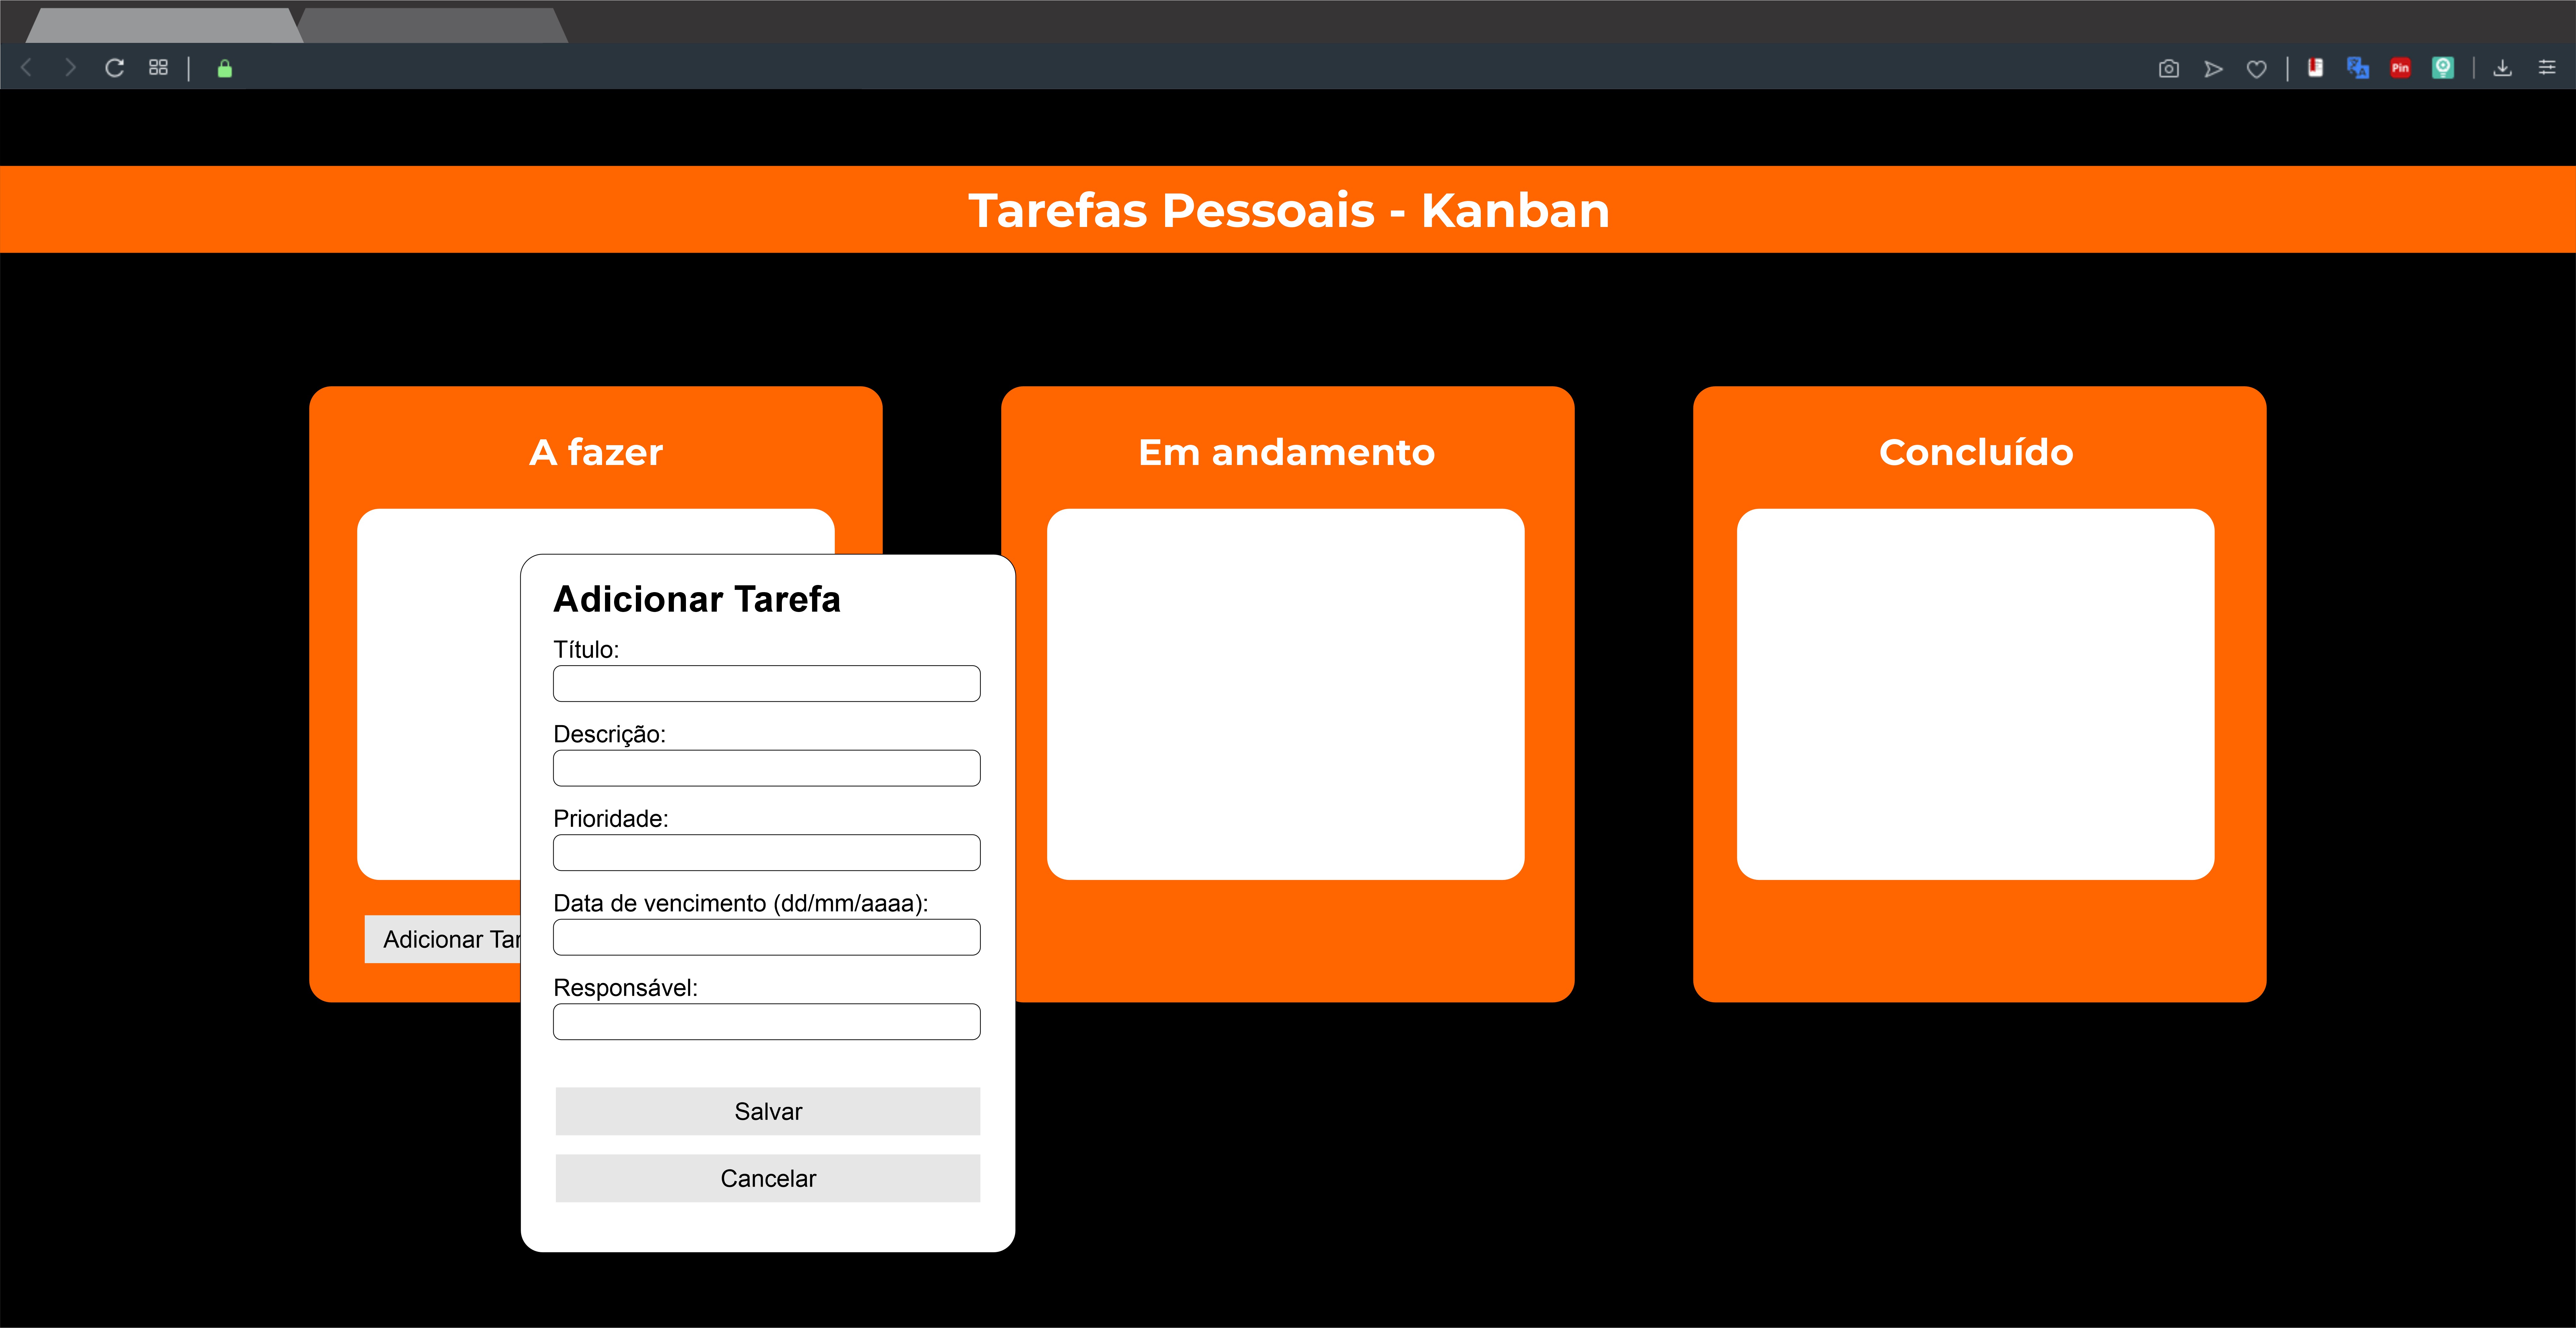 Pin
Tarefas Pessoais - Kanban
A fazer
Em andamento
Concluído
Adicionar Tarefa
Título:
Descrição:
Prioridade:
Data de vencimento (dd/mm/aaaa):
Adicionar Tar
Responsável:
Salvar
Cancelar